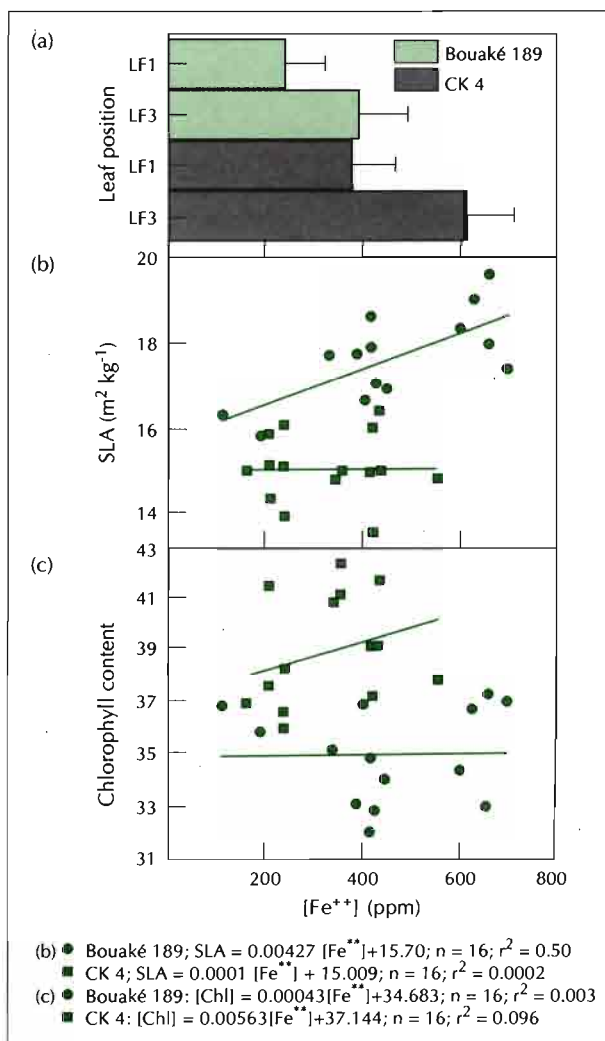 (a)
LF1
LF3
LF1
LF3
Leaf position
Bouaké 189
CK 4
(b)
20
18
16
14
SLA (m² kg⁻¹)
(c)
43
41
39
37
35
33
31
Chlorophyll content
200 400 600 800
[Fe⁺⁺] (ppm)
(b) ● Bouaké 189; SLA = 0.00427 [Fe**]+15.70; n = 16; r² = 0.50
■ CK 4; SLA = 0.0001 [Fe**] + 15.009; n = 16; r² = 0.0002
(c) ● Bouaké 189: [Chl] = 0.00043[Fe**]+34.683; n = 16; r² = 0.003
■ CK 4: [Chl] = 0.00563[Fe**]+37.144; n = 16; r² = 0.096